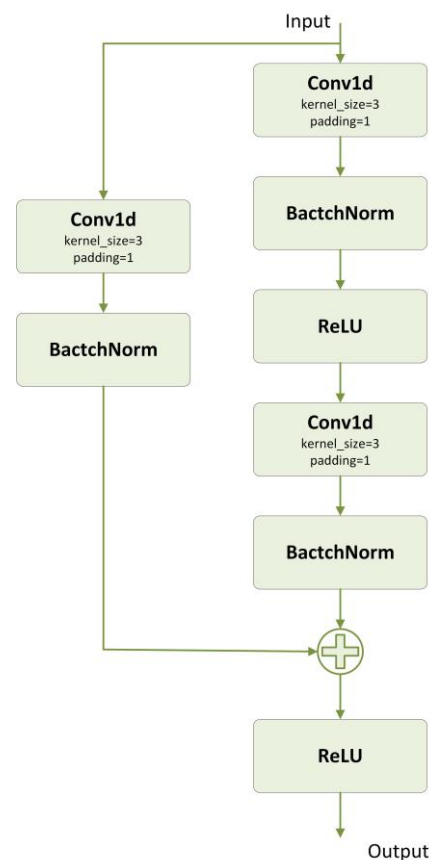 Input
Conv1d
kernel_size=3
padding=1
BactchNorm
Conv1d
kernel_size=3
padding=1
ReLU
BactchNorm
Conv1d
kernel_size=3
padding=1
BactchNorm
ReLU
Output